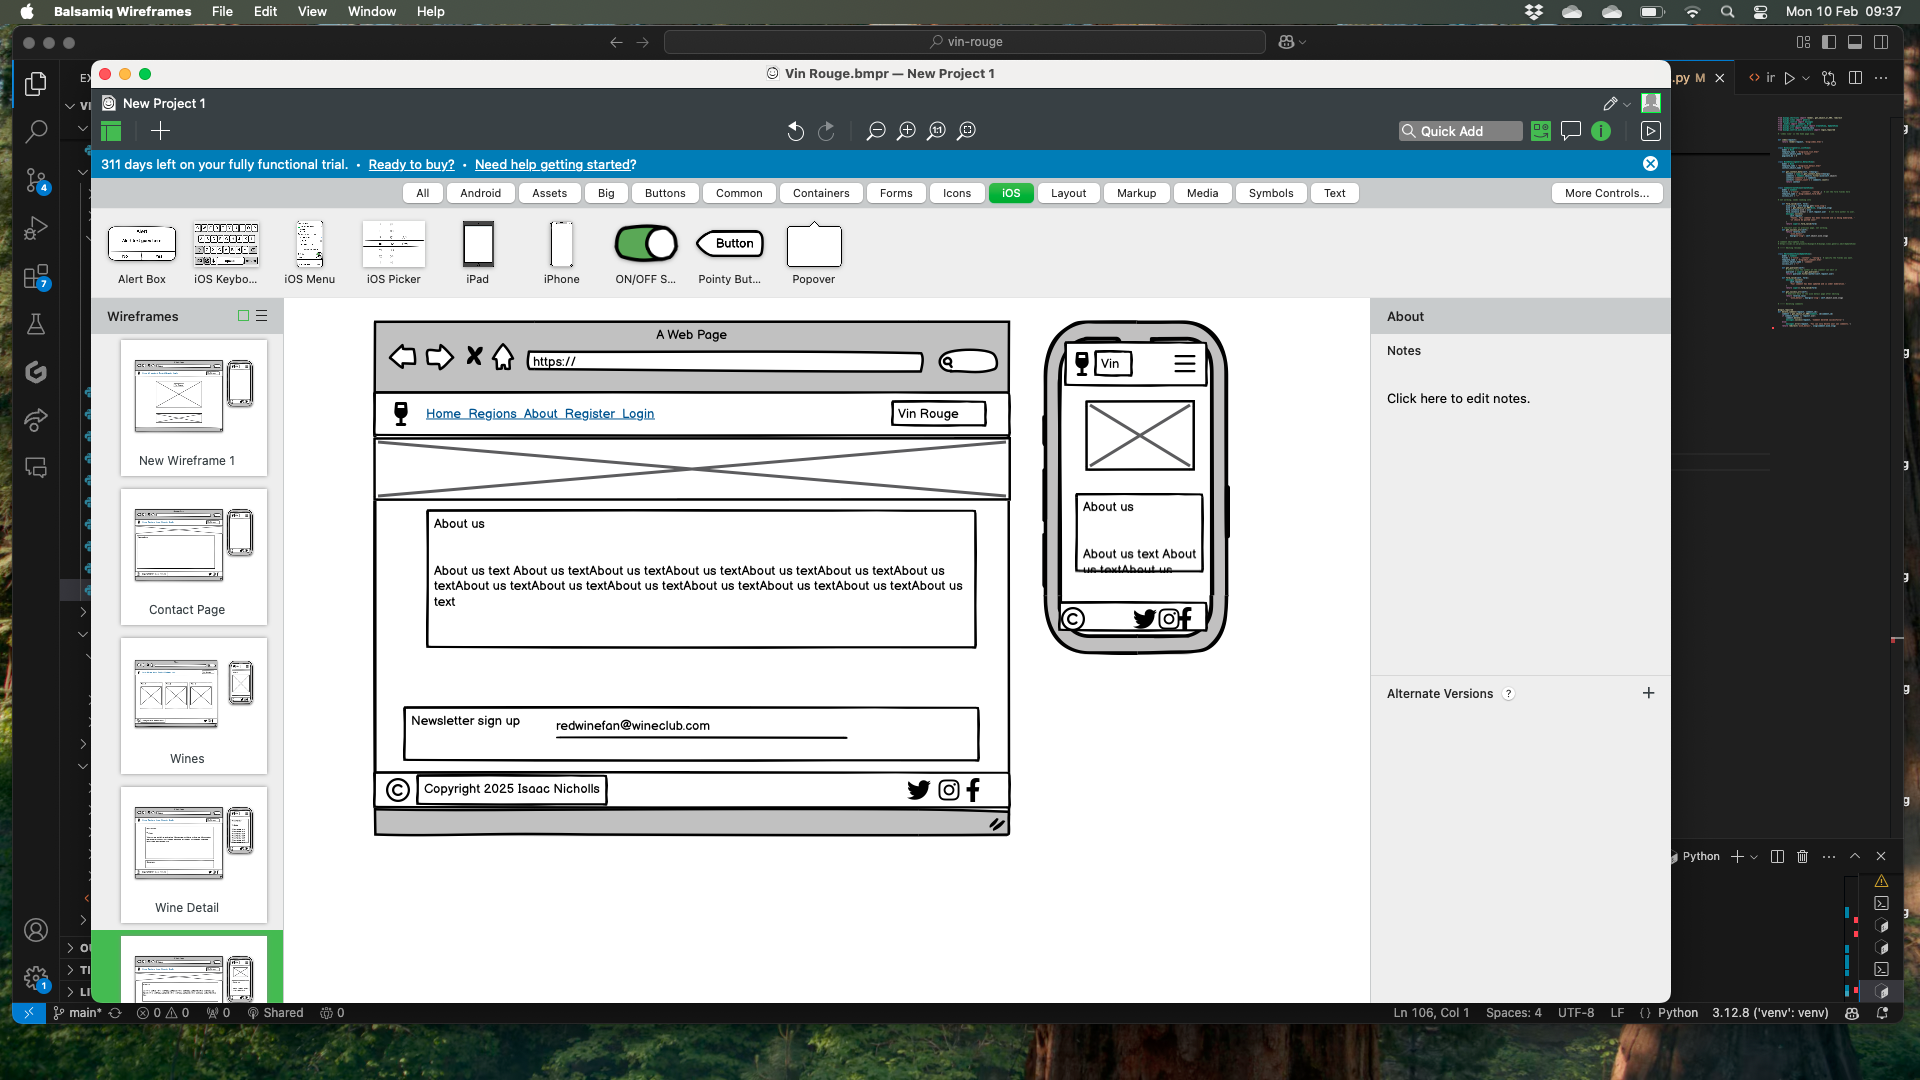 Balsamiq Wireframes File Edit View Window Help
Mon 10 Feb 09:37
vin-rouge
Vin Rouge.bmpr — New Project 1
.py M
New Project 1
Quick Add
311 days left on your fully functional trial. • Ready to buy? • Need help getting started?
All Android Assets Big Buttons Common Containers Forms Icons iOS Layout Markup Media Symbols Text More Controls...
Alert Box iOS Keybo... iOS Menu iOS Picker iPad iPhone ON/OFF S... Pointy But... Popover
Button
Wireframes
New Wireframe 1
Contact Page
Wines
Wine Detail
A Web Page
https://
Home Regions About Register Login
Vin Rouge
About us
About us text About us textAbout us textAbout us textAbout us textAbout us textAbout us
textAbout us textAbout us textAbout us textAbout us textAbout us textAbout us textAbout us
text
Newsletter sign up
redwinefan@wineclub.com
Copyright 2025 Isaac Nicholls
Vin
About us
About us text About
us textAbout us
About
Notes
Click here to edit notes.
Alternate Versions ?
Python
4
7
1
main* 0 0 0 Shared 0
Ln 106, Col 1 Spaces: 4 UTF-8 LF { } Python 3.12.8 ('venv': venv)